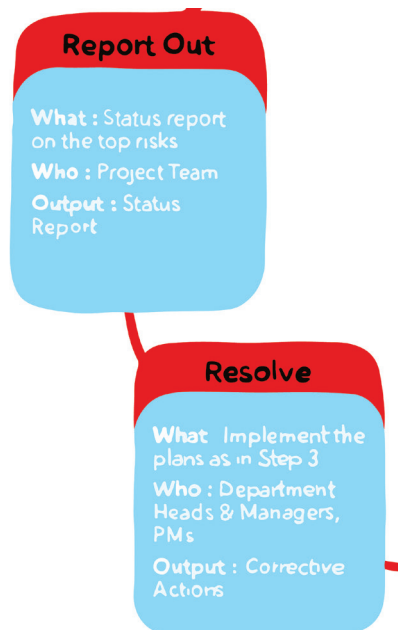 Report Out
What : Status report
on the top risks
Who : Project Team
Output : Status
Report
Resolve
What Implement the
plans as in Step 3
Who : Department
Heads & Managers,
PMs
Output : Corrective
Actions